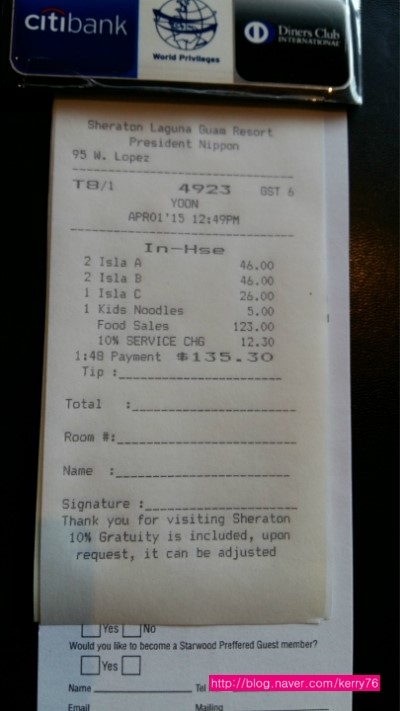 citibank
World Privileges
Diners Club
INTERNATIONAL
Sheraton Laguna Guam Resort
President Nippon
95 W. Lopez
T8/1 4923 GST 6
YOON
APR01'15 12:49PM
In-Hse
2 Isla A 46.00
2 Isla B 46.00
1 Isla C 26.00
1 Kids Noodles 5.00
Food Sales 123.00
10% SERVICE CHG 12.30
1:48 Payment $135.30
Tip :
Total :
Room #:
Name :
Signature :
Thank you for visiting Sheraton
10% Gratuity is included, upon
request, it can be adjusted
Yes No
Would you like to become a Starwood Preffered Guest member?
Yes
Name Tel
Email Mailing
http://blog.naver.com/kerry76